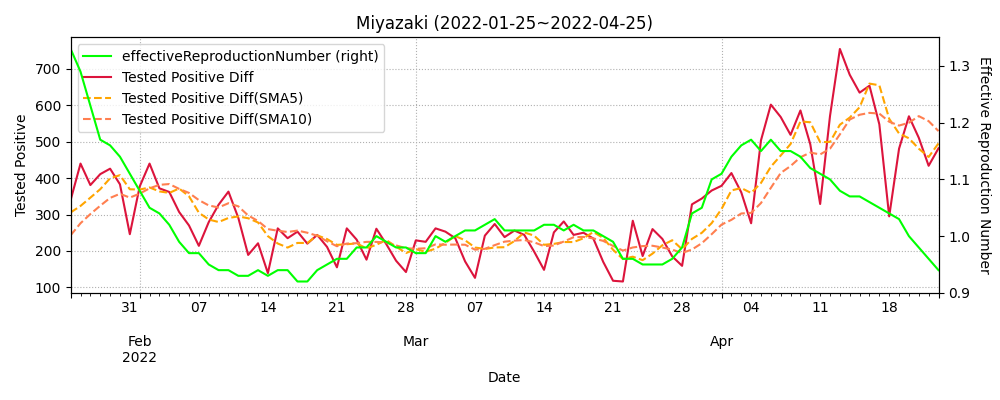 Miyazaki (2022-01-25~2022-04-25)
effectiveReproductionNumber (right)
Tested Positive Diff
Tested Positive Diff(SMA5)
Tested Positive Diff(SMA10)
Tested Positive
700
600
500
400
300
200
100
Effective Reproduction Number
1.3
1.2
1.1
1.0
0.9
31 07 14 21 28 07 14 21 28 04 11 18
Feb Mar Apr
2022
Date